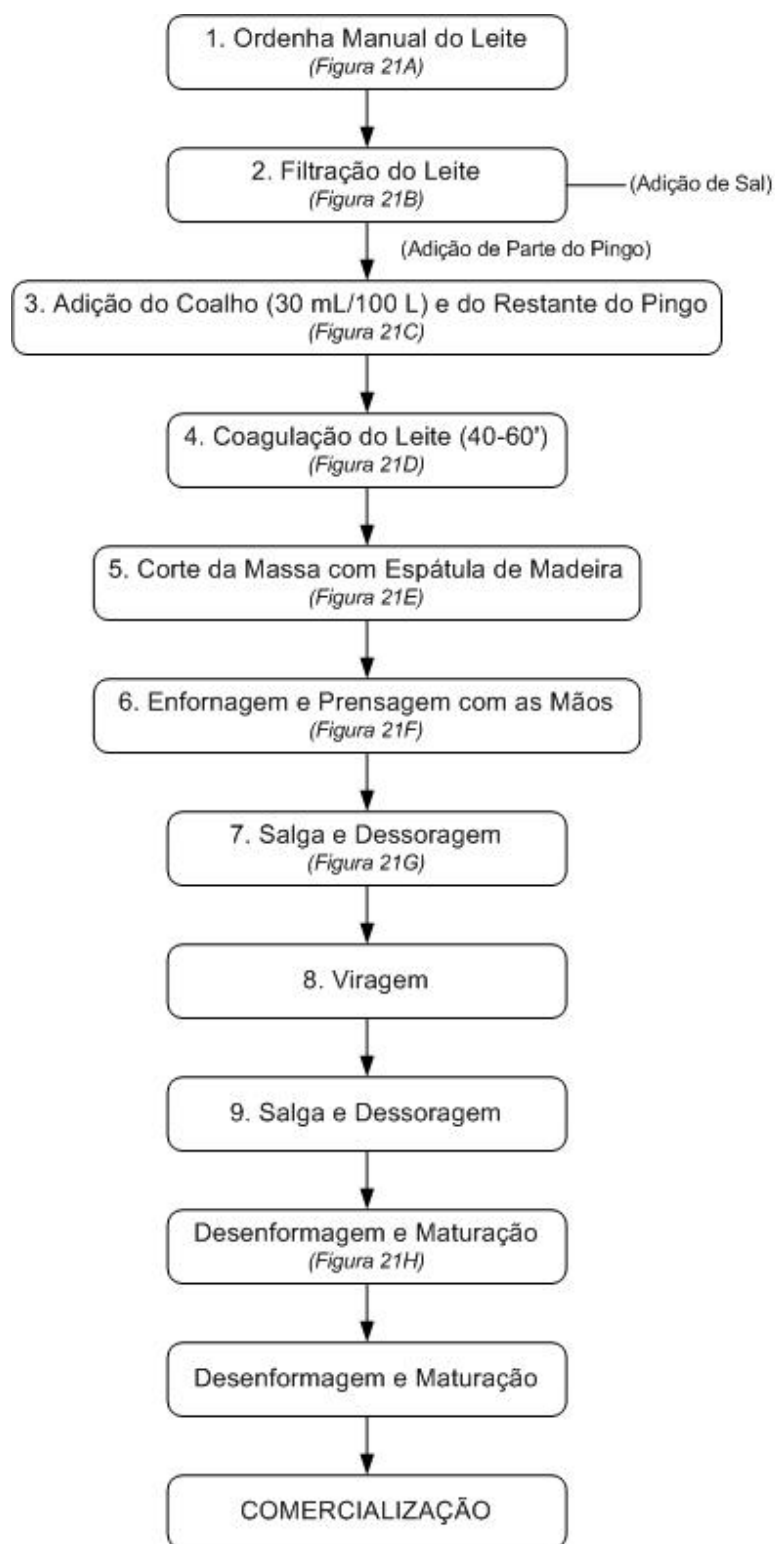 1. Ordenha Manual do Leite
(Figura 21A)
2. Filtração do Leite
(Figura 21B)
(Adição de Sal)
(Adição de Parte do Pingo)
3. Adição do Coalho (30 mL/100 L) e do Restante do Pingo
(Figura 21C)
4. Coagulação do Leite (40-60')
(Figura 21D)
5. Corte da Massa com Espátula de Madeira
(Figura 21E)
6. Enfornagem e Prensagem com as Mãos
(Figura 21F)
7. Salga e Dessoragem
(Figura 21G)
8. Viragem
9. Salga e Dessoragem
Desenformagem e Maturação
(Figura 21H)
Desenformagem e Maturação
COMERCIALIZAÇÃO